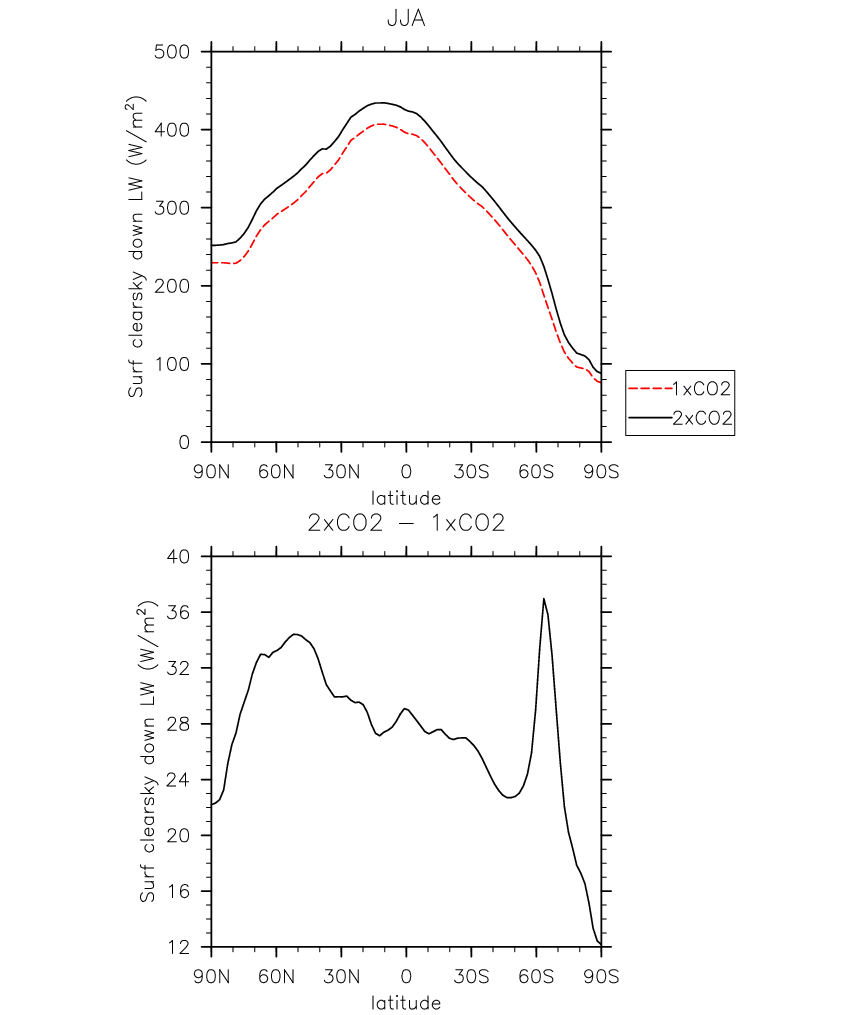 JJA
Surf clearsky down LW (W/m²)
500
400
300
200
100
0
90N 60N 30N 0 30S 60S 90S
latitude
1xCO2
2xCO2
2xCO2 – 1xCO2
Surf clearsky down LW (W/m²)
40
36
32
28
24
20
16
12
90N 60N 30N 0 30S 60S 90S
latitude